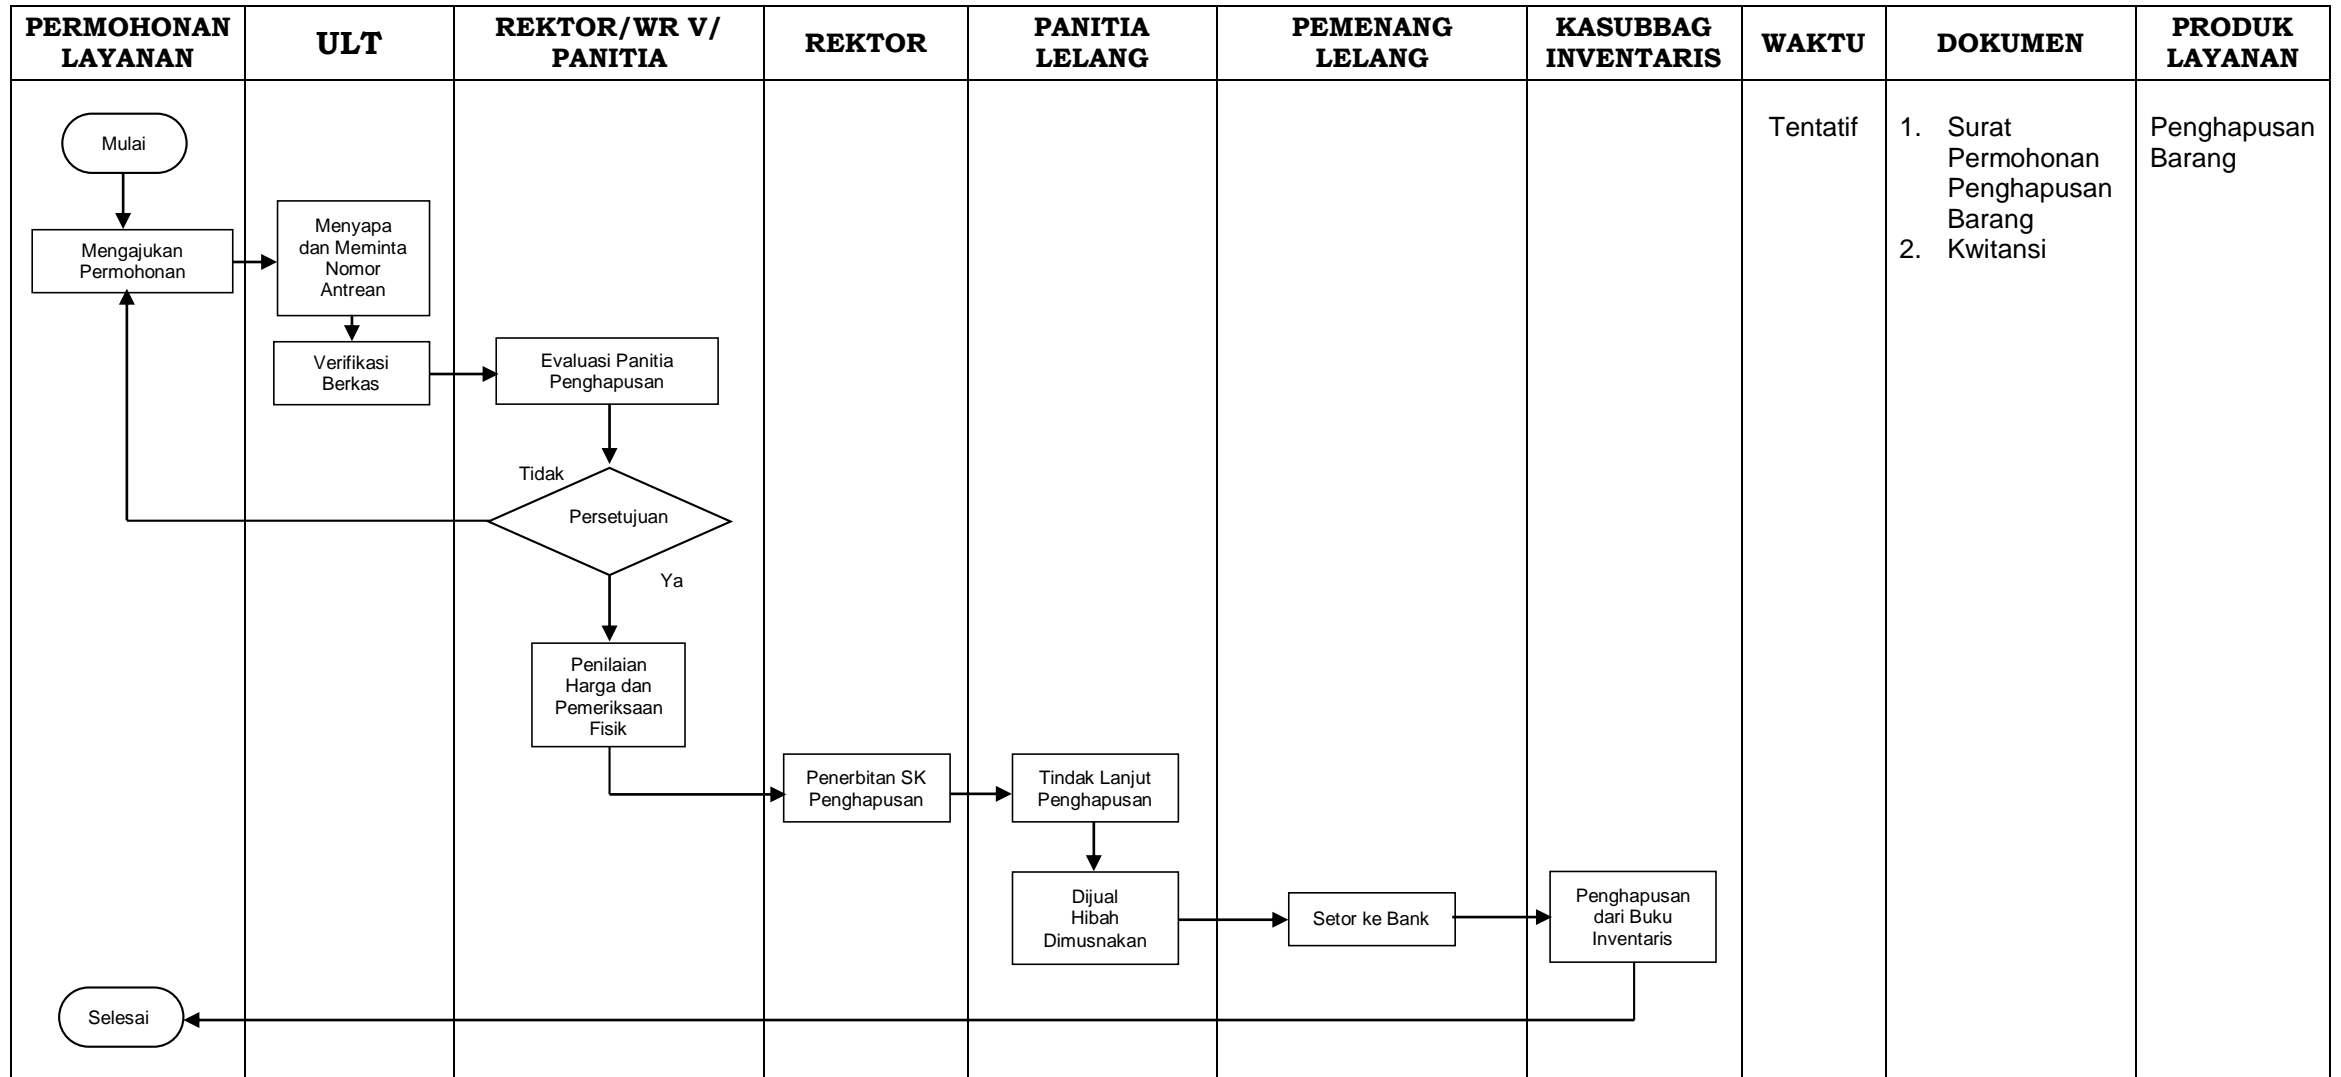 PERMOHONAN
LAYANAN
ULT
REKTOR/WR V/
PANITIA
REKTOR
PANITIA
LELANG
PEMENANG
LELANG
KASUBBAG
INVENTARIS
WAKTU
DOKUMEN
PRODUK
LAYANAN
Mulai
Mengajukan
Permohonan
Menyapa
dan Meminta
Nomor
Antrean
Verifikasi
Berkas
Evaluasi Panitia
Penghapusan
Tidak
Persetujuan
Ya
Penilaian
Harga dan
Pemeriksaan
Fisik
Penerbitan SK
Penghapusan
Tindak Lanjut
Penghapusan
Dijual
Hibah
Dimusnakan
Setor ke Bank
Penghapusan
dari Buku
Inventaris
Selesai
Tentatif
1. Surat
Permohonan
Penghapusan
Barang
2. Kwitansi
Penghapusan
Barang